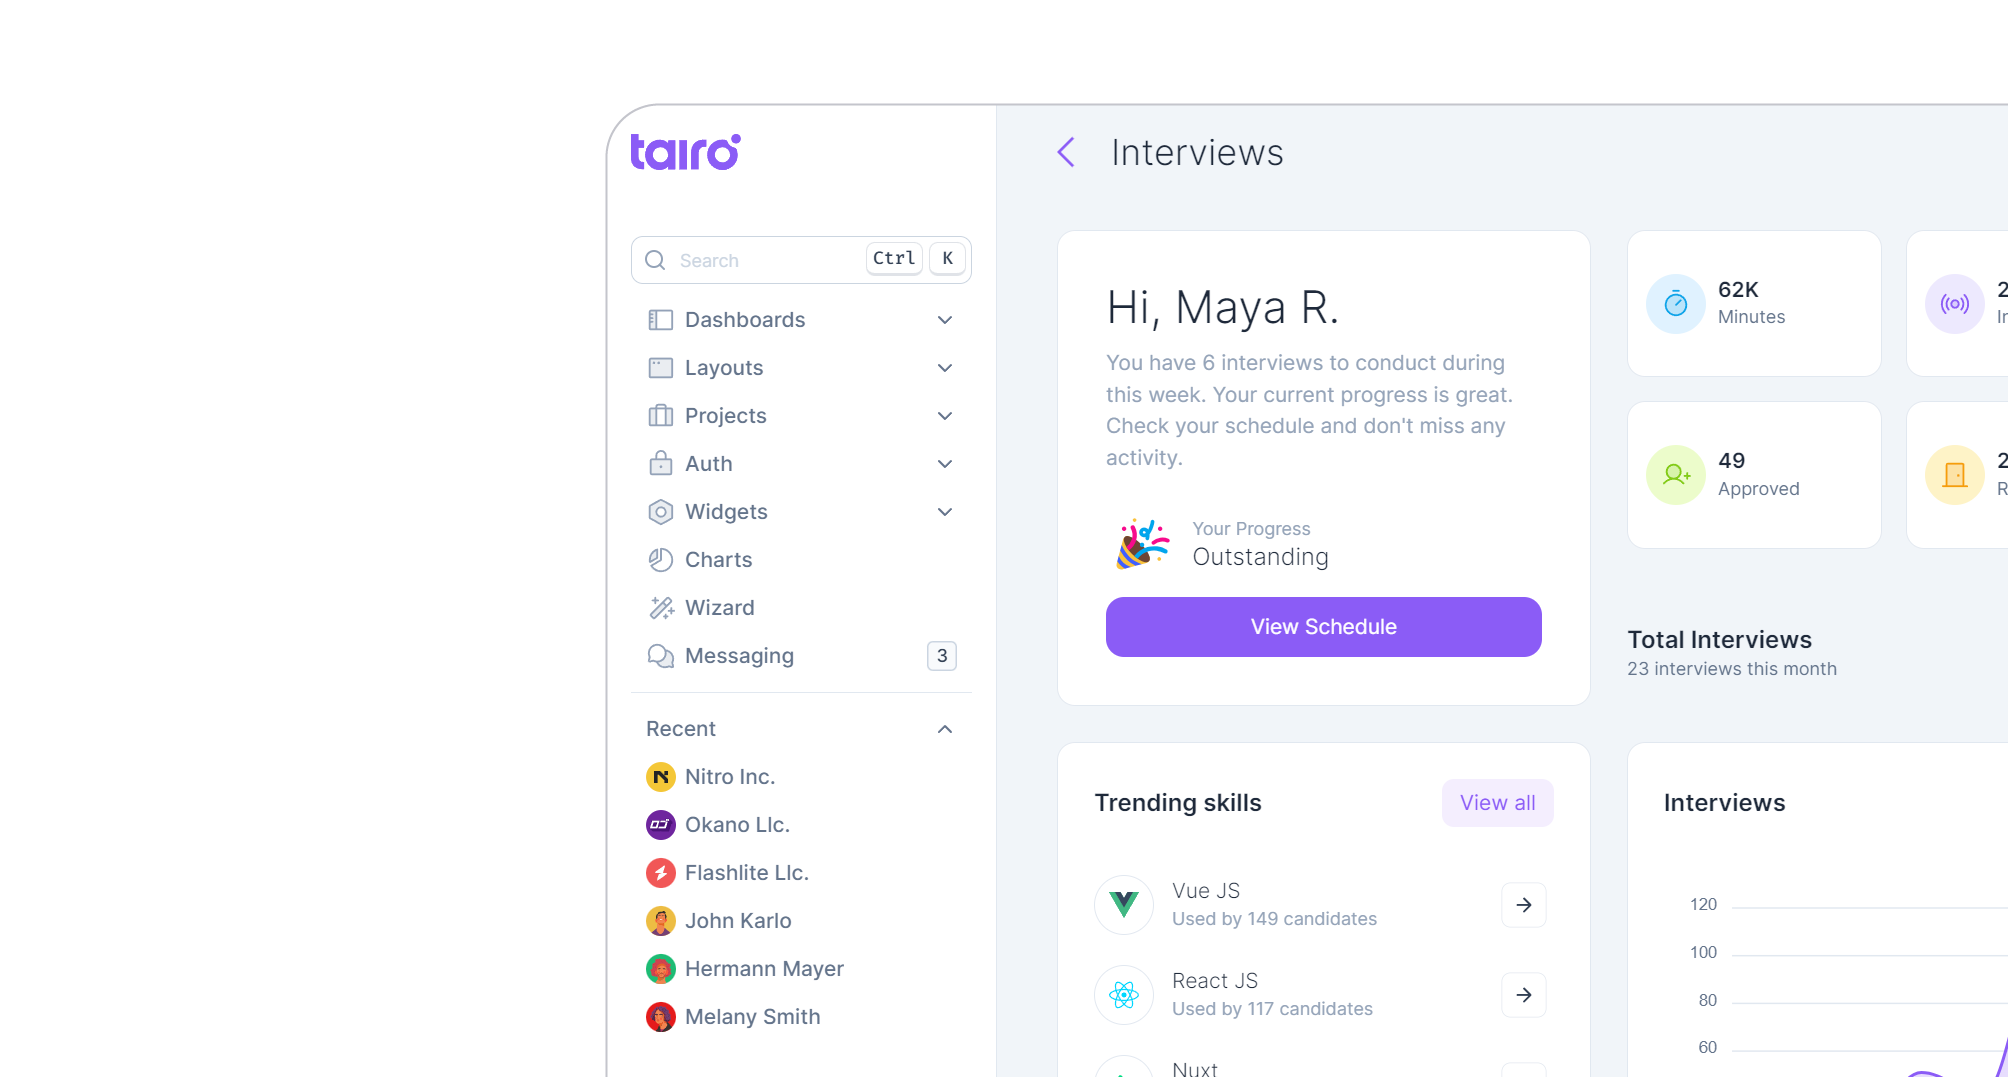 tairo
Search
Ctrl
K
Dashboards
Layouts
Projects
Auth
Widgets
Charts
Wizard
Messaging
3
Recent
Nitro Inc.
Okano Llc.
Flashlite Llc.
John Karlo
Hermann Mayer
Melany Smith
Interviews
Hi, Maya R.
You have 6 interviews to conduct during
this week. Your current progress is great.
Check your schedule and don't miss any
activity.
Your Progress
Outstanding
View Schedule
62K
Minutes
49
Approved
Total Interviews
23 interviews this month
Trending skills
View all
Vue JS
Used by 149 candidates
React JS
Used by 117 candidates
Nuxt
Interviews
120
100
80
60